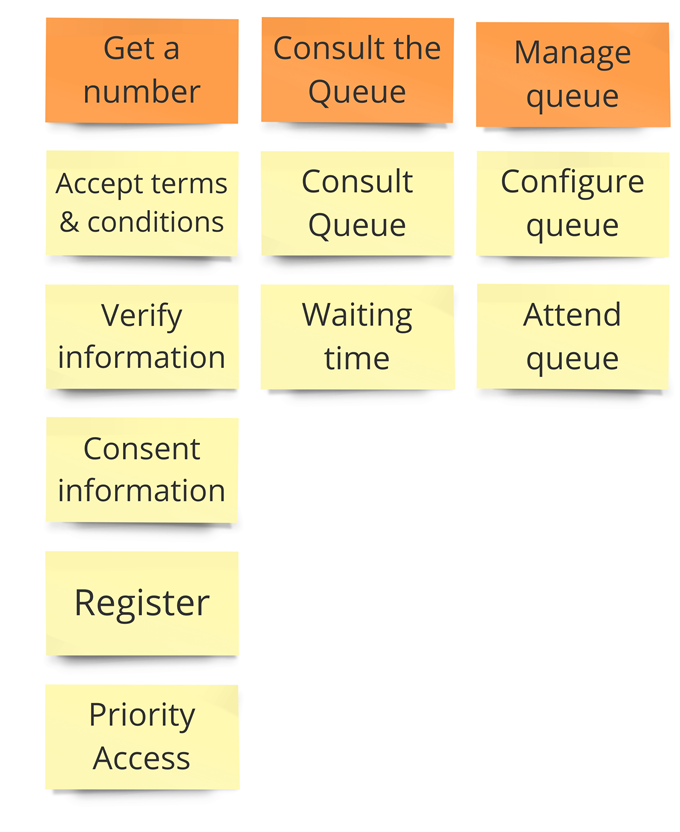 Get a
number
Consult the
Queue
Manage
queue
Accept terms
& conditions
Consult
Queue
Configure
queue
Verify
information
Waiting
time
Attend
queue
Consent
information
Register
Priority
Access